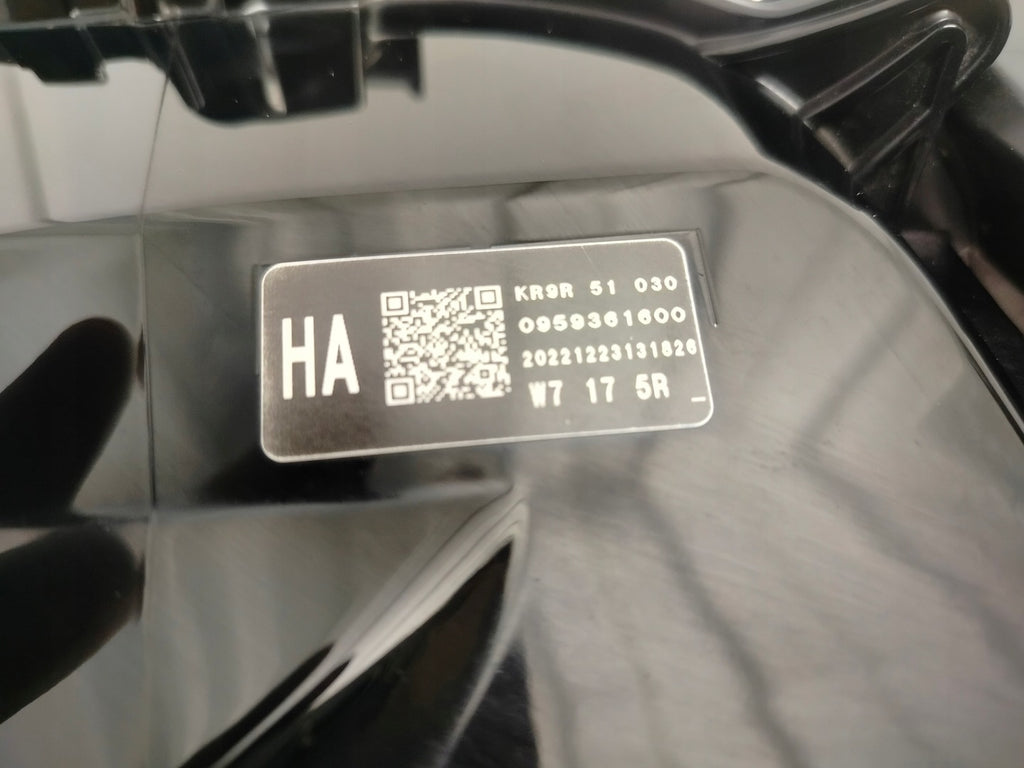 HA
KR9R 51 030
0959361600
20221223131826
W7 17 5R _